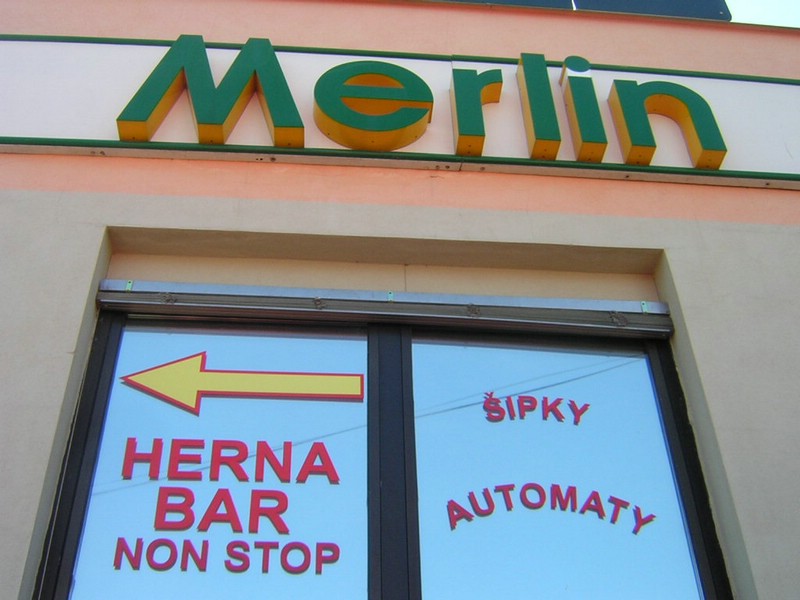 Merlin
HERNA
BAR
NON STOP
ŠIPKY
AUTOMATY